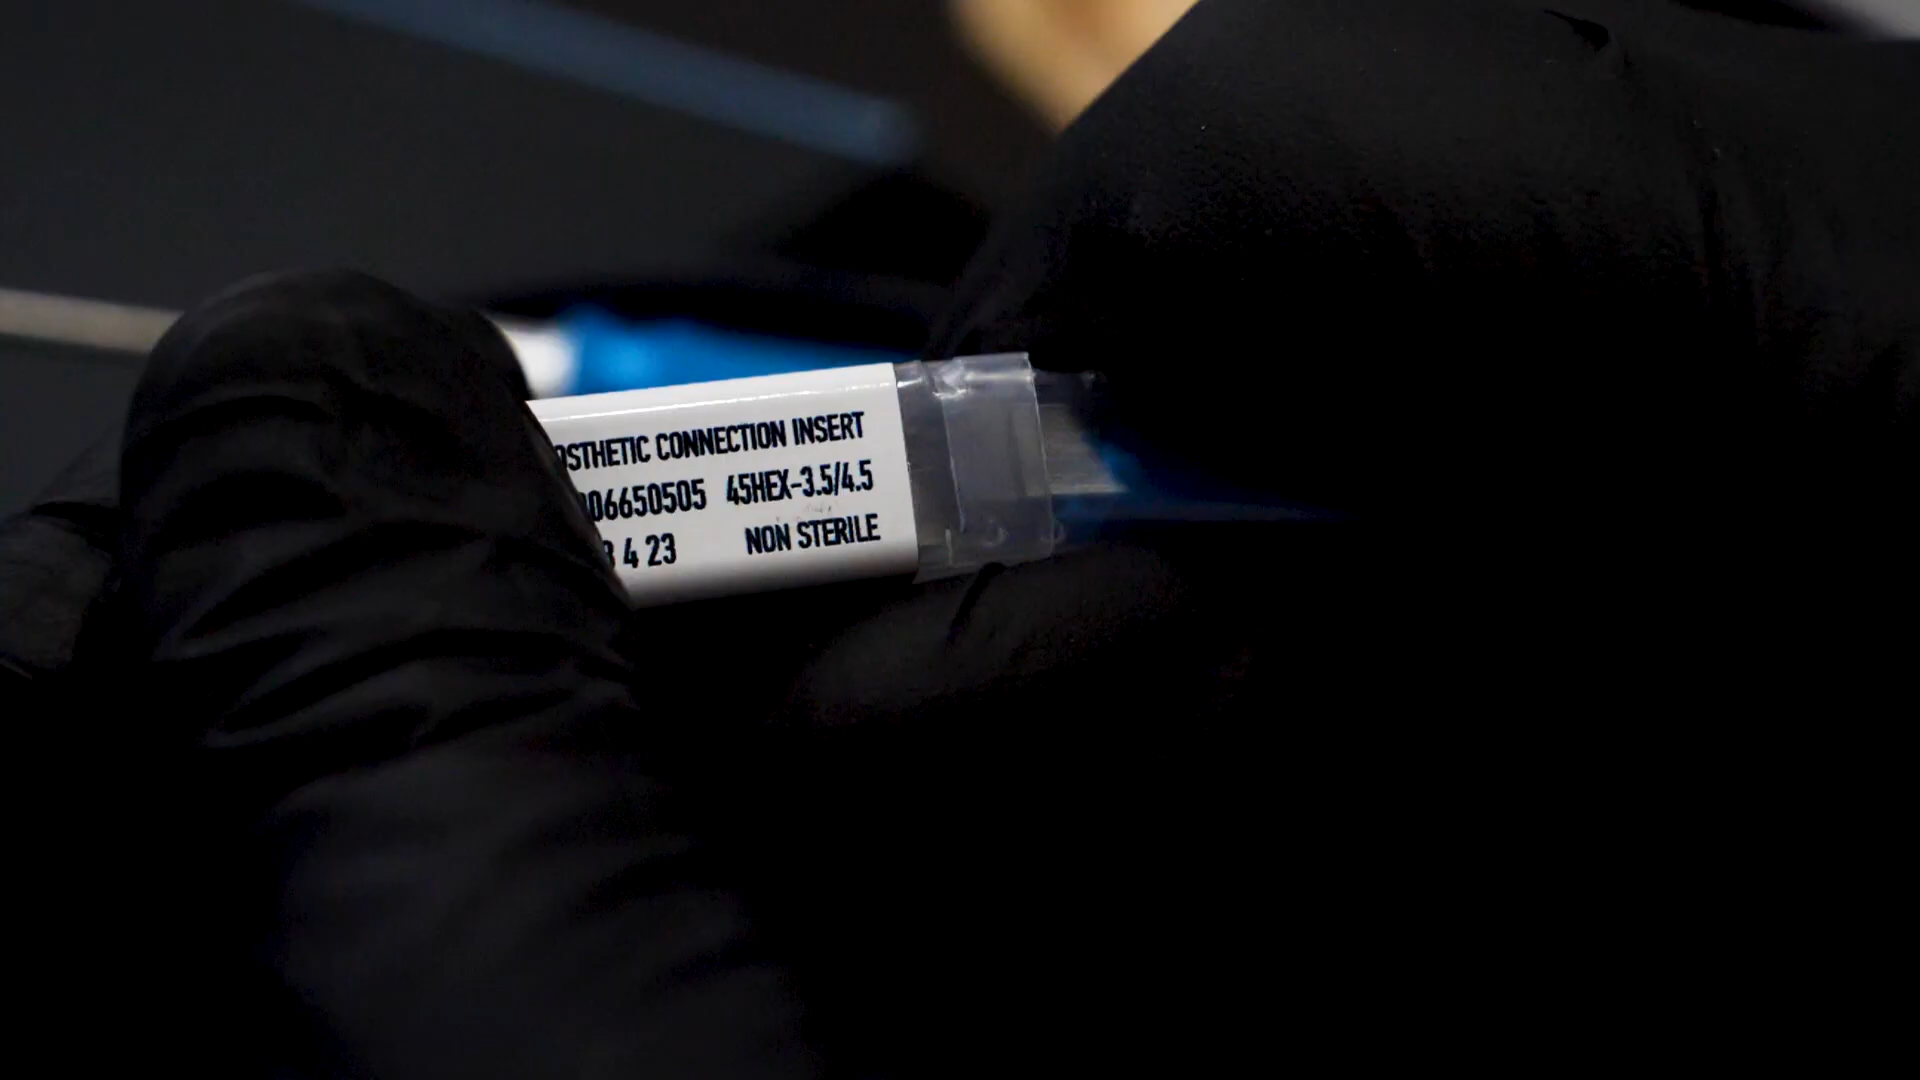 OSTHETIC CONNECTION INSERT
06650505 45HEX-3.5/4.5
4 23 NON STERILE